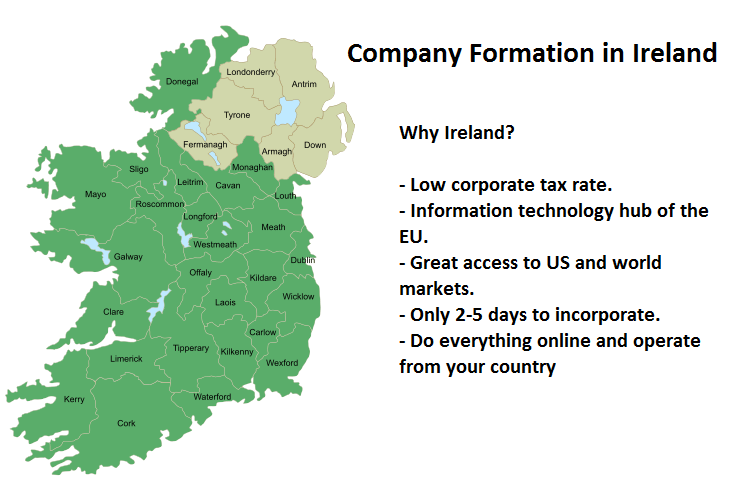 Company Formation in Ireland
Why Ireland?
- Low corporate tax rate.
- Information technology hub of the
EU.
- Great access to US and world
markets.
- Only 2-5 days to incorporate.
- Do everything online and operate
from your country
Donegal
Londonderry
Antrim
Tyrone
Fermanagh
Armagh
Down
Monaghan
Sligo
Leitrim
Cavan
Mayo
Roscommon
Louth
Longford
Meath
Westmeath
Galway
Dublin
Offaly
Kildare
Wicklow
Laois
Clare
Carlow
Tipperary
Kilkenny
Limerick
Wexford
Waterford
Kerry
Cork